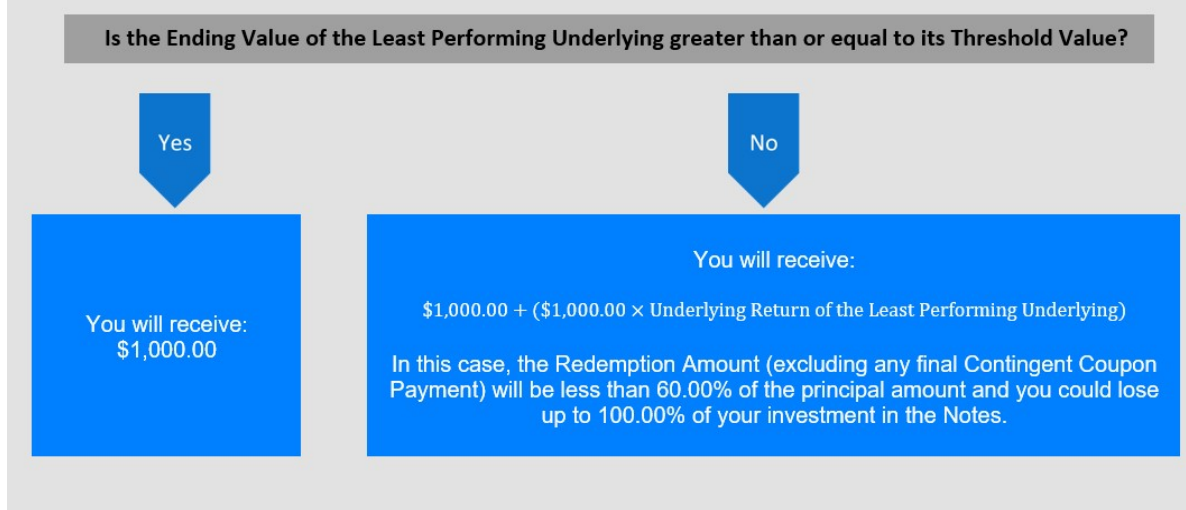 Is the Ending Value of the Least Performing Underlying greater than or equal to its Threshold Value?
Yes
No
You will receive:
$1,000.00
You will receive:
$1,000.00 + ($1,000.00 × Underlying Return of the Least Performing Underlying)
In this case, the Redemption Amount (excluding any final Contingent Coupon
Payment) will be less than 60.00% of the principal amount and you could lose
up to 100.00% of your investment in the Notes.